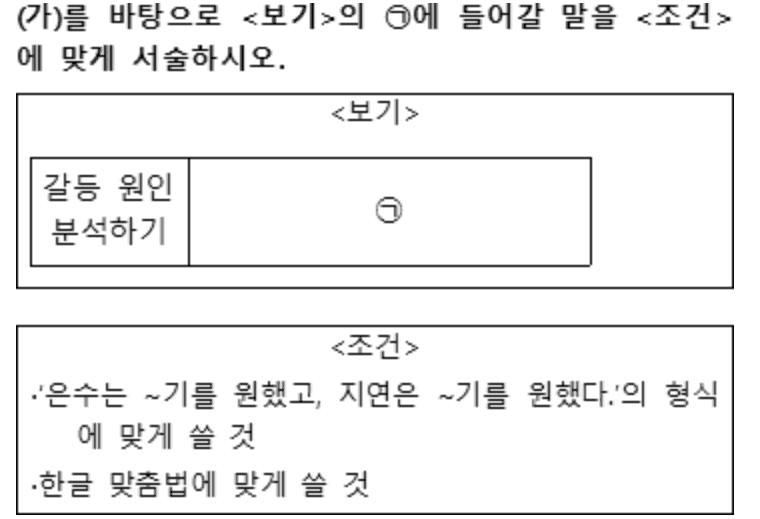 (가)를 바탕으로 <보기>의 ㉠에 들어갈 말을 <조건>
에 맞게 서술하시오.
<보기>
갈등 원인
분석하기
㉠
<조건>
·'은수는 ~기를 원했고, 지연은 ~기를 원했다.'의 형식
에 맞게 쓸 것
·한글 맞춤법에 맞게 쓸 것